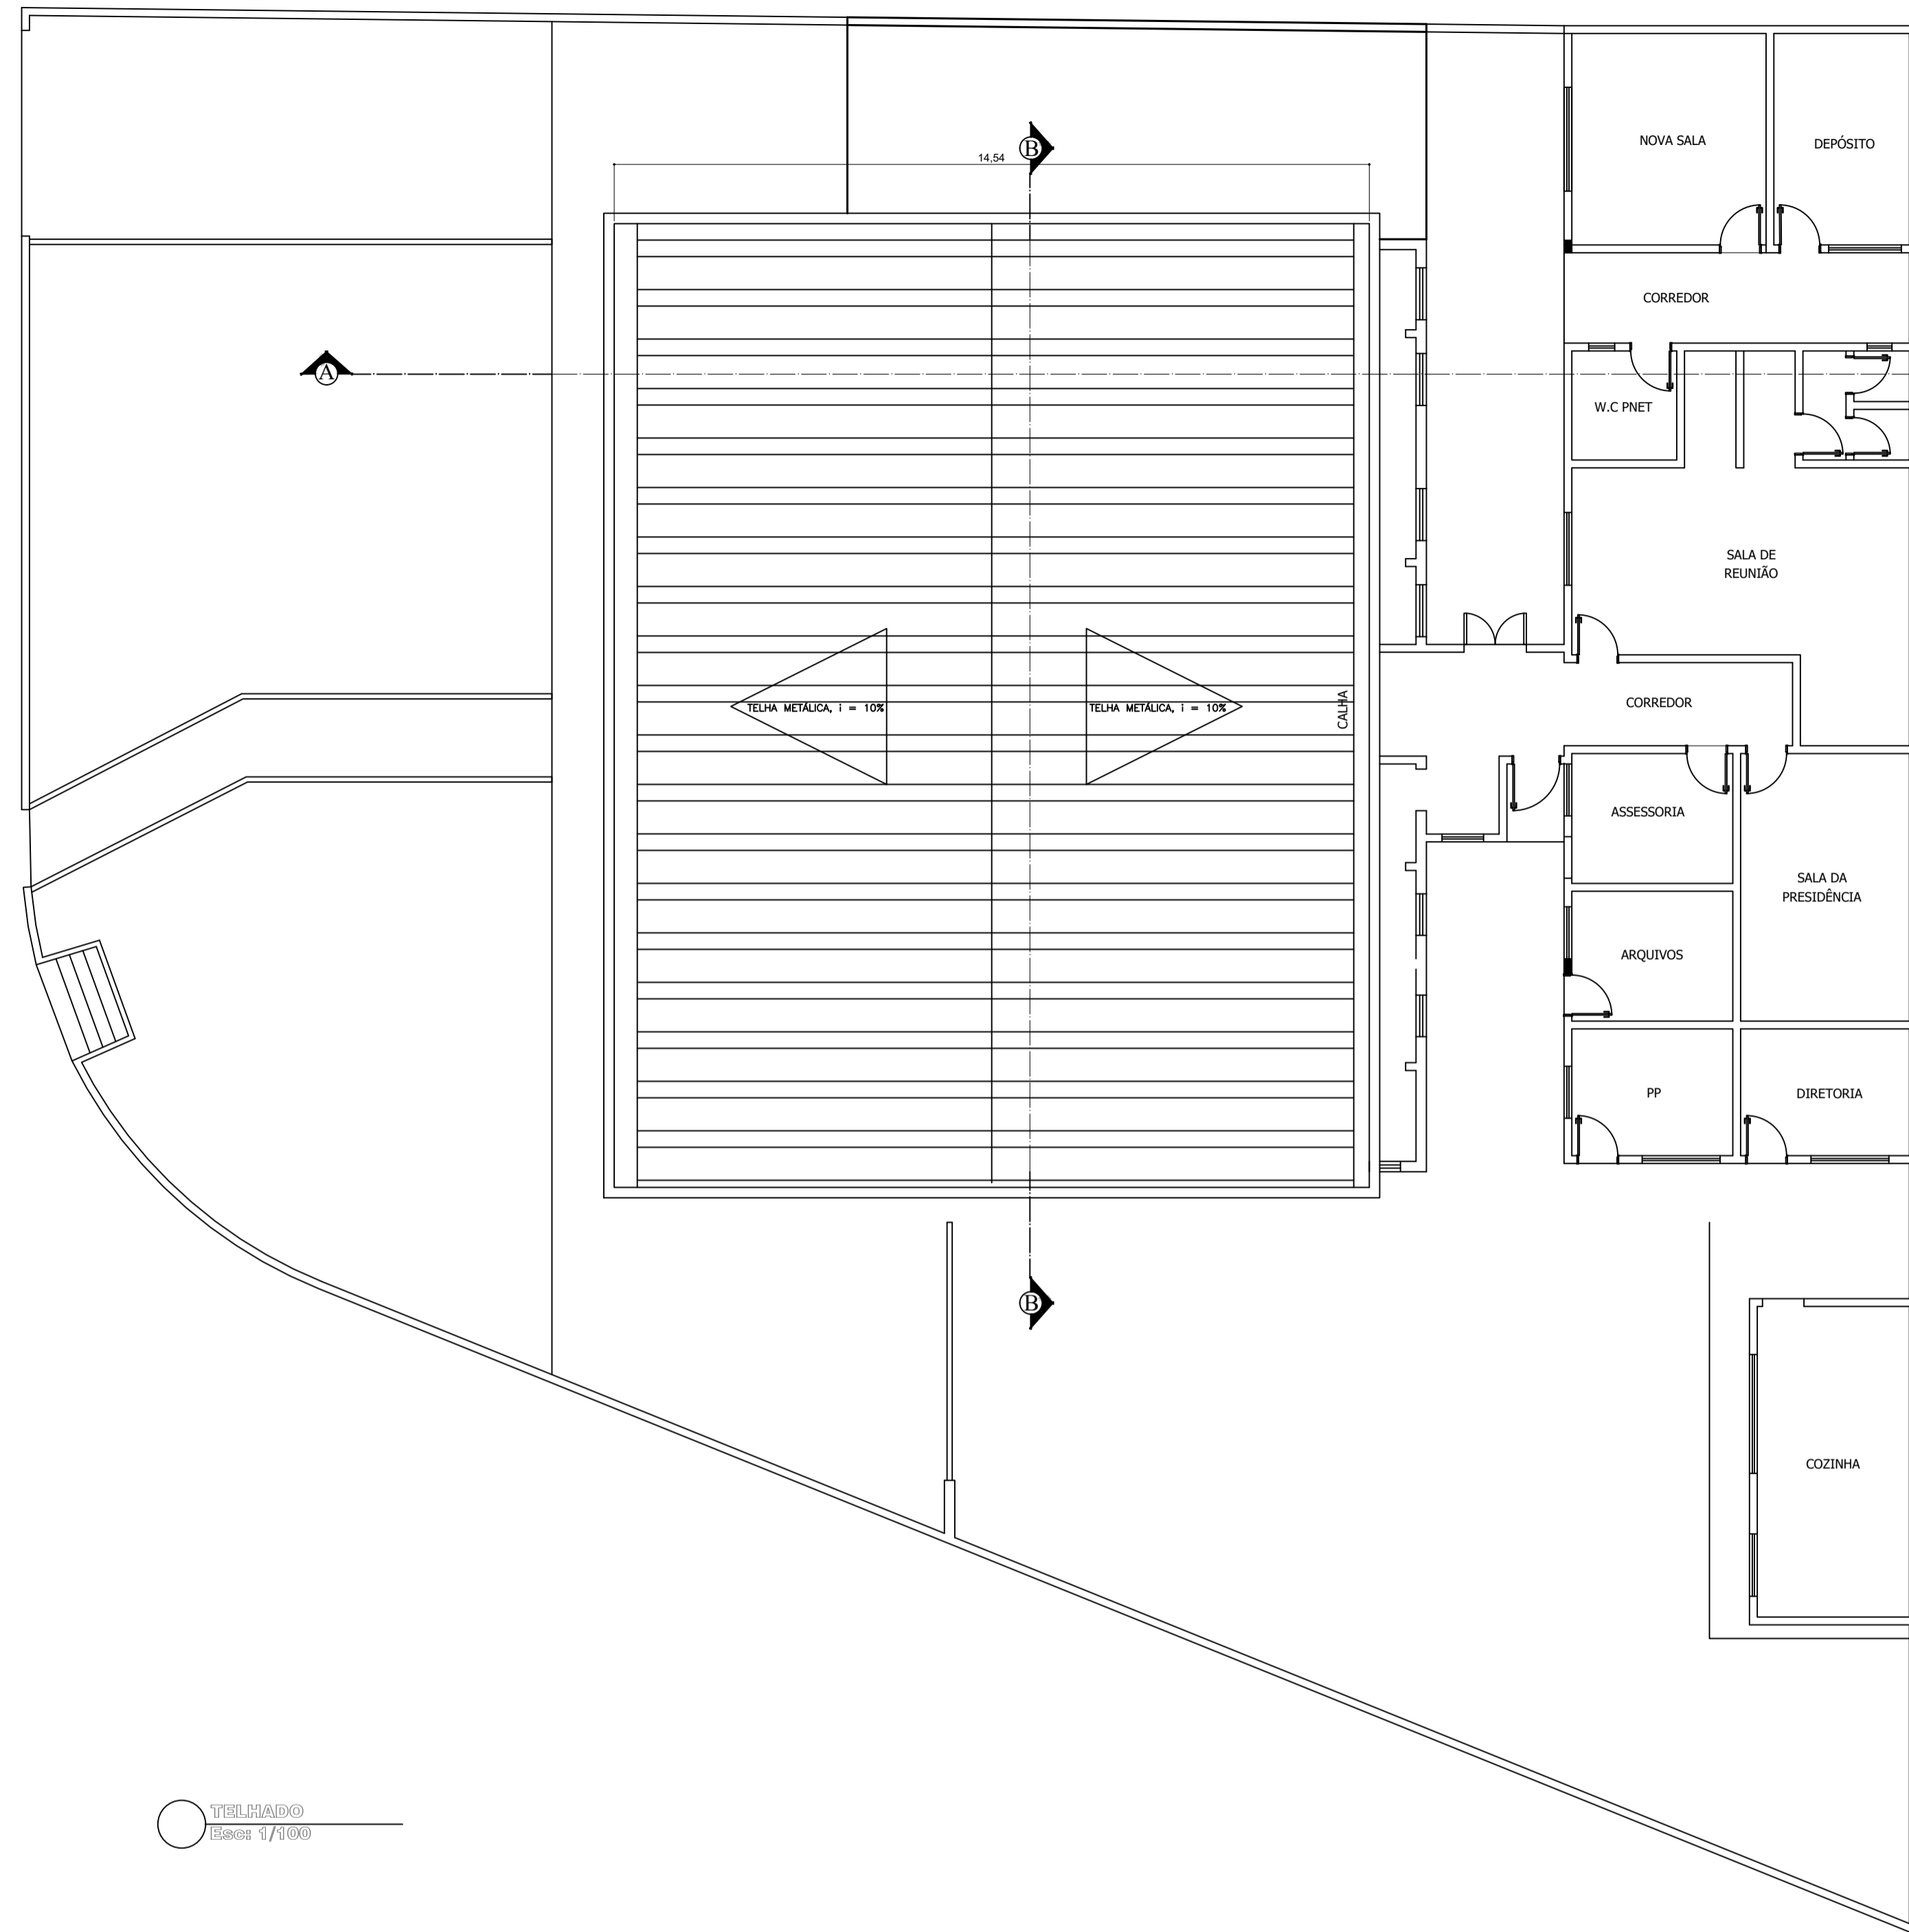 NOVA SALA
DEPÓSITO
B
14,54
CORREDOR
A
W.C PNET
SALA DE
REUNIÃO
TELHA METÁLICA, i = 10%
TELHA METÁLICA, i = 10%
CALHA
CORREDOR
ASSESSORIA
SALA DA
PRESIDÊNCIA
ARQUIVOS
PP
DIRETORIA
B
COZINHA
TELHADO
Esc: 1/100